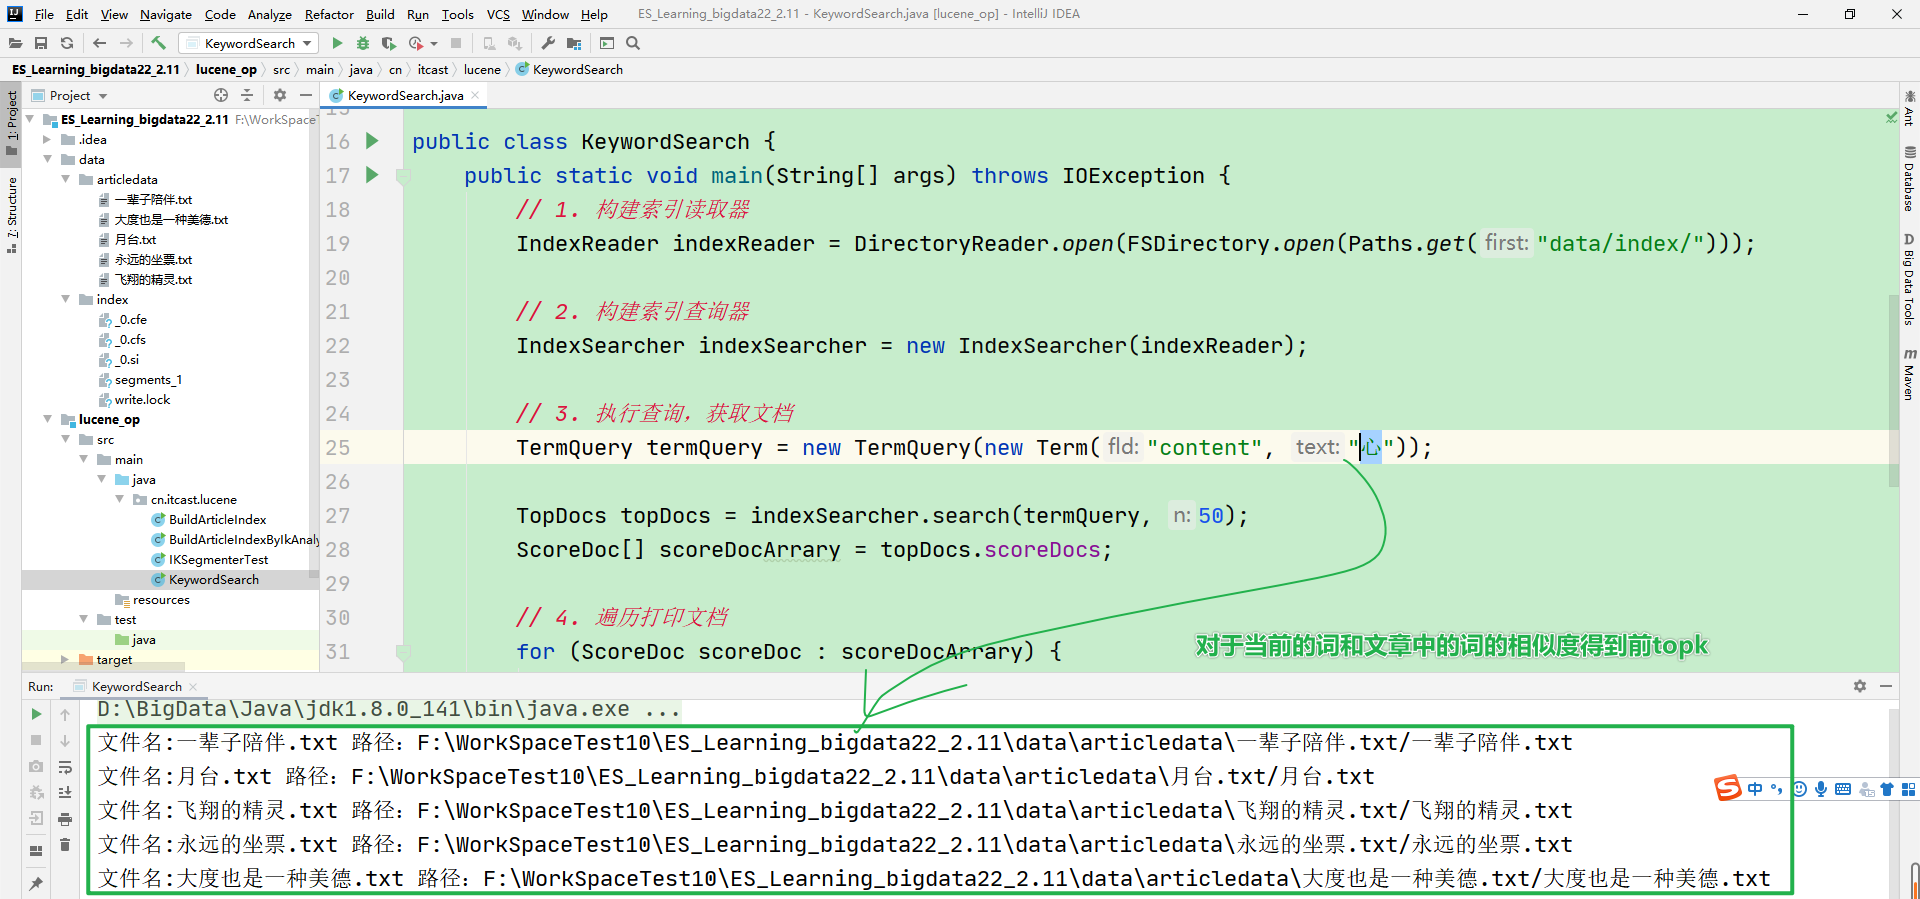 File Edit View Navigate Code Analyze Refactor Build Run Tools VCS Window Help ES_Learning_bigdata22_2.11 - KeywordSearch.java [lucene_op] - IntelliJ IDEA
KeywordSearch
ES_Learning_bigdata22_2.11 lucene_op src main java cn itcast lucene KeywordSearch
Project
KeywordSearch.java
1: Project
7: Structure
ES_Learning_bigdata22_2.11 F:\WorkSpaceT
.idea
data
articledata
一辈子陪伴.txt
大度也是一种美德.txt
月台.txt
永远的坐票.txt
飞翔的精灵.txt
index
_0.cfe
_0.cfs
_0.si
segments_1
write.lock
lucene_op
src
main
java
cn.itcast.lucene
BuildArticleIndex
BuildArticleIndexByIkAnaly
IKSegmenterTest
KeywordSearch
resources
test
java
target
15
16 public class KeywordSearch {
17 public static void main(String[] args) throws IOException {
18 // 1. 构建索引读取器
19 IndexReader indexReader = DirectoryReader.open(FSDirectory.open(Paths.get( first: "data/index/")));
20
21 // 2. 构建索引查询器
22 IndexSearcher indexSearcher = new IndexSearcher(indexReader);
23
24 // 3. 执行查询，获取文档
25 TermQuery termQuery = new TermQuery(new Term( fld: "content", text: "心"));
26
27 TopDocs topDocs = indexSearcher.search(termQuery, n: 50);
28 ScoreDoc[] scoreDocArrary = topDocs.scoreDocs;
29
30 // 4. 遍历打印文档
31 for (ScoreDoc scoreDoc : scoreDocArrary) {
对于当前的词和文章中的词的相似度得到前topk
Ant
Database
D Big Data Tools
m Maven
Run: KeywordSearch
D:\BigData\Java\jdk1.8.0_141\bin\java.exe ...
文件名:一辈子陪伴.txt 路径: F:\WorkSpaceTest10\ES_Learning_bigdata22_2.11\data\articledata\一辈子陪伴.txt/一辈子陪伴.txt
文件名:月台.txt 路径: F:\WorkSpaceTest10\ES_Learning_bigdata22_2.11\data\articledata\月台.txt/月台.txt
文件名:飞翔的精灵.txt 路径: F:\WorkSpaceTest10\ES_Learning_bigdata22_2.11\data\articledata\飞翔的精灵.txt/飞翔的精灵.txt
文件名:永远的坐票.txt 路径: F:\WorkSpaceTest10\ES_Learning_bigdata22_2.11\data\articledata\永远的坐票.txt/永远的坐票.txt
文件名:大度也是一种美德.txt 路径: F:\WorkSpaceTest10\ES_Learning_bigdata22_2.11\data\articledata\大度也是一种美德.txt/大度也是一种美德.txt
中